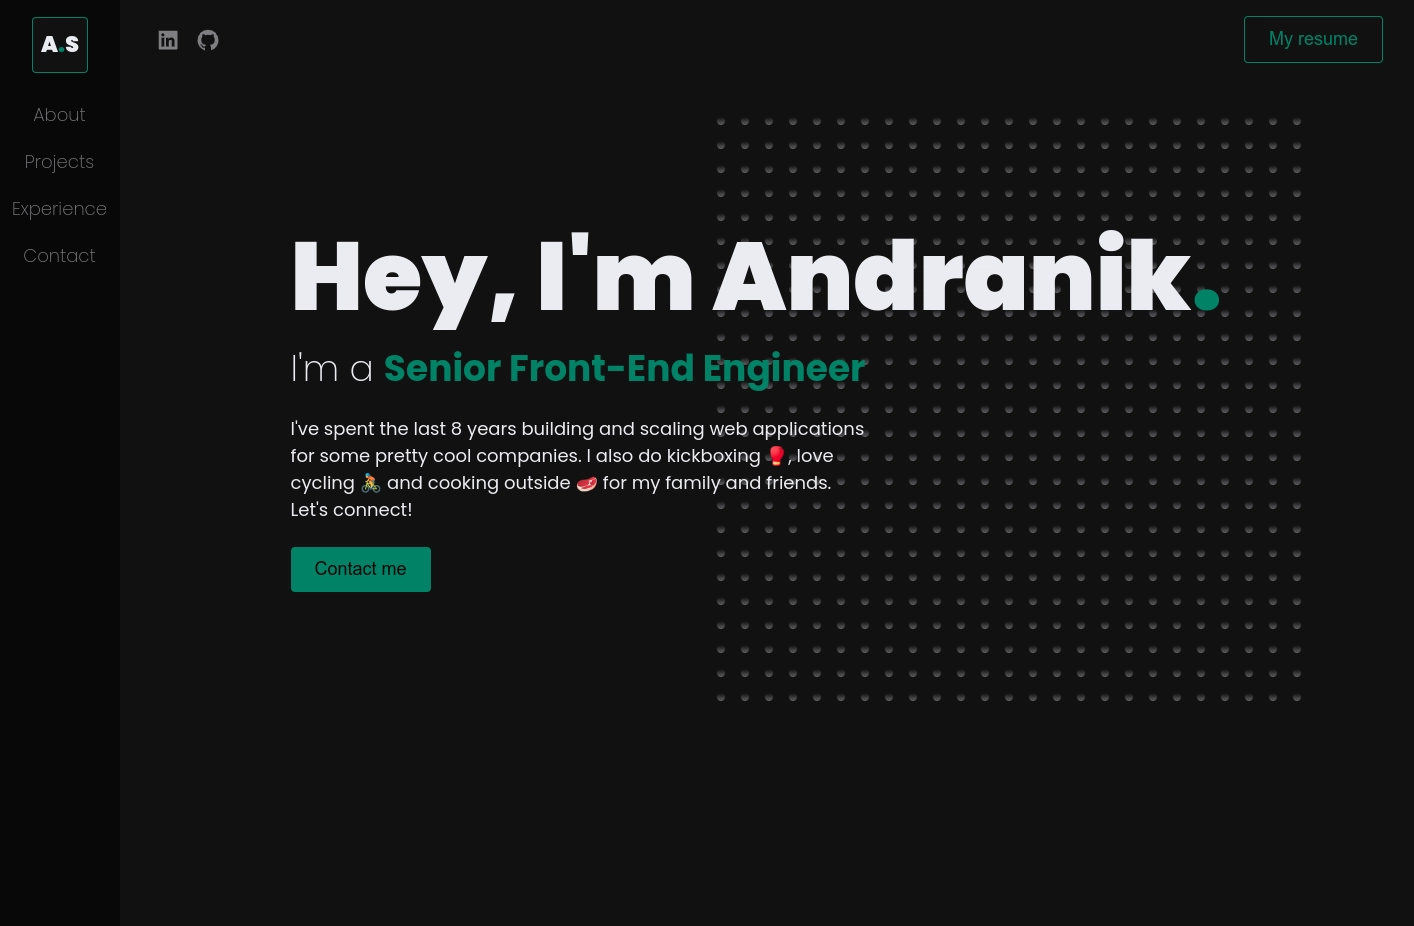 A.S
About
Projects
Experience
Contact
My resume
Hey, I'm Andranik.
I'm a Senior Front-End Engineer
I've spent the last 8 years building and scaling web applications
for some pretty cool companies. I also do kickboxing 🥊, love
cycling 🚴 and cooking outside 🥩 for my family and friends.
Let's connect!
Contact me